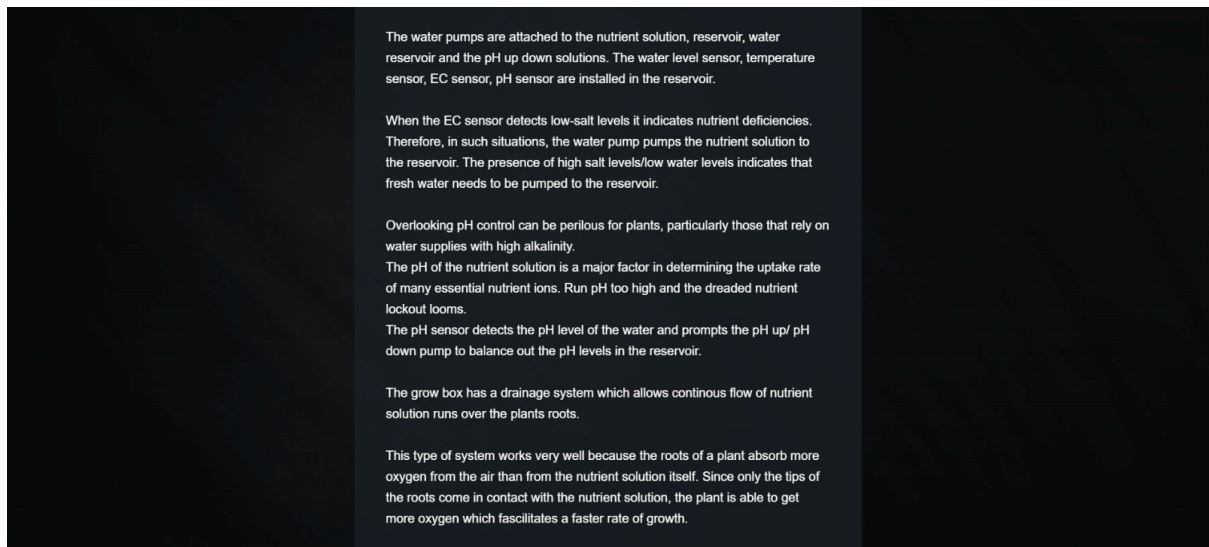 The water pumps are attached to the nutrient solution, reservoir, water
reservoir and the pH up down solutions. The water level sensor, temperature
sensor, EC sensor, pH sensor are installed in the reservoir.
When the EC sensor detects low-salt levels it indicates nutrient deficiencies.
Therefore, in such situations, the water pump pumps the nutrient solution to
the reservoir. The presence of high salt levels/low water levels indicates that
fresh water needs to be pumped to the reservoir.
Overlooking pH control can be perilous for plants, particularly those that rely on
water supplies with high alkalinity.
The pH of the nutrient solution is a major factor in determining the uptake rate
of many essential nutrient ions. Run pH too high and the dreaded nutrient
lockout looms.
The pH sensor detects the pH level of the water and prompts the pH up/ pH
down pump to balance out the pH levels in the reservoir.
The grow box has a drainage system which allows continous flow of nutrient
solution runs over the plants roots.
This type of system works very well because the roots of a plant absorb more
oxygen from the air than from the nutrient solution itself. Since only the tips of
the roots come in contact with the nutrient solution, the plant is able to get
more oxygen which fascilitates a faster rate of growth.